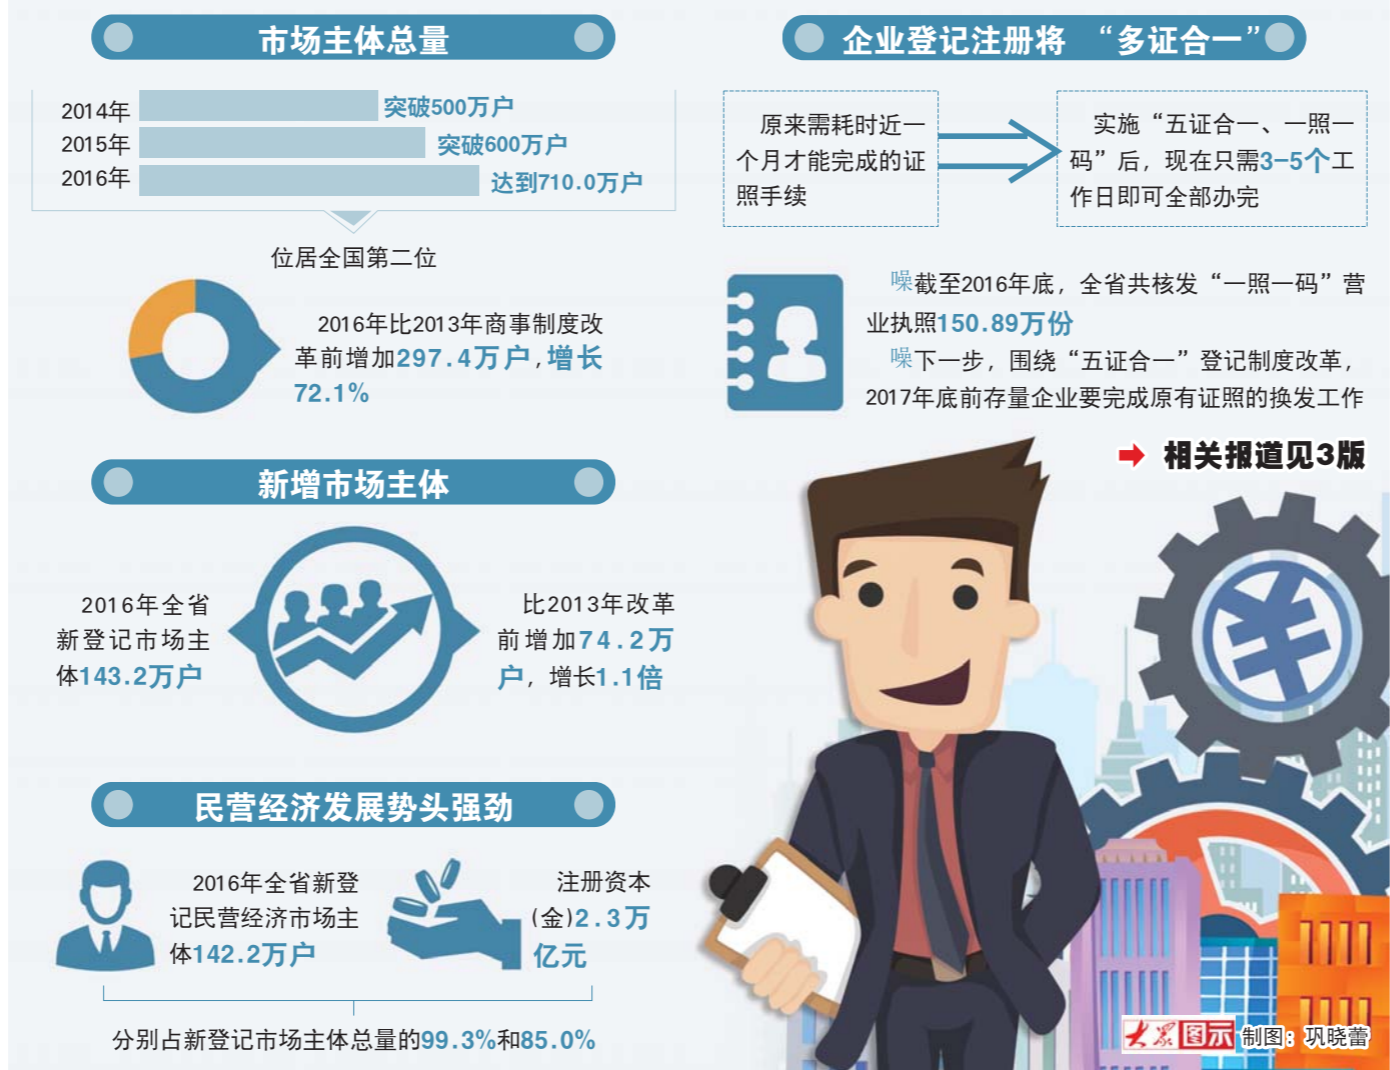 市场主体总量
2014年 突破500万户
2015年 突破600万户
2016年 达到710.0万户
位居全国第二位
2016年比2013年商事制度改
革前增加297.4万户,增长
72.1%
新增市场主体
2016年全省
新登记市场主
体143.2万户
比2013年改革
前增加74.2万
户，增长1.1倍
民营经济发展势头强劲
2016年全省新登
记民营经济市场主
体142.2万户
注册资本
(金)2.3万
亿元
分别占新登记市场主体总量的99.3%和85.0%
企业登记注册将 “多证合一”
原来需耗时近一
个月才能完成的证
照手续
实施“五证合一、一照一
码”后，现在只需3-5个工
作日即可全部办完
噪截至2016年底，全省共核发“一照一码”营
业执照150.89万份
噪下一步，围绕“五证合一”登记制度改革，
2017年底前存量企业要完成原有证照的换发工作
相关报道见3版
大众图示 制图：巩晓蕾